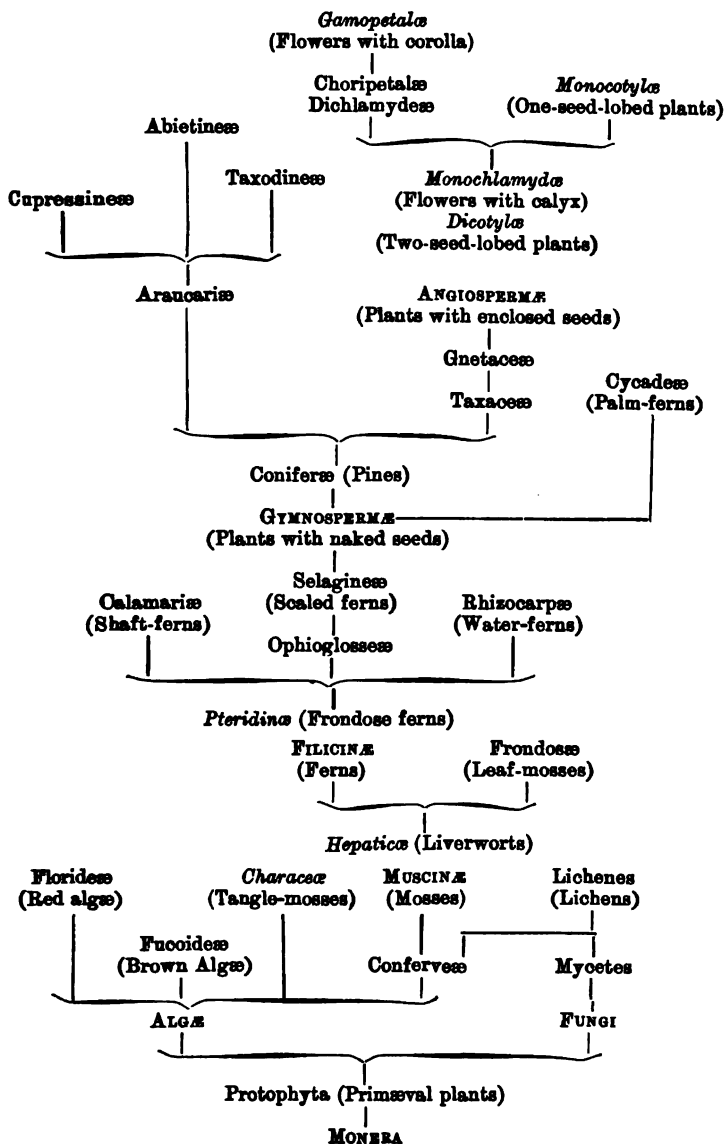 Gamopetalæ
(Flowers with corolla)
Choripetalæ
Dichlamydeæ
Monocotylæ
(One-seed-lobed plants)
Abietineæ
Monochlamydæ
(Flowers with calyx)
Dicotylæ
(Two-seed-lobed plants)
Taxodineæ
Cupressineæ
Araucariæ
ANGIOSPERMÆ
(Plants with enclosed seeds)
Gnetaceæ
Taxaceæ
Cycadeæ
(Palm-ferns)
Coniferæ (Pines)
GYMNOSPERMÆ
(Plants with naked seeds)
Selagineæ
(Scaled ferns)
Calamariæ
(Shaft-ferns)
Rhizocarpæ
(Water-ferns)
Ophioglosseæ
Pteridinæ (Frondose ferns)
FILICINÆ
(Ferns)
Frondosæ
(Leaf-mosses)
Hepaticæ (Liverworts)
Florideæ
(Red algæ)
Characeæ
(Tangle-mosses)
MUSCINÆ
(Mosses)
Lichenes
(Lichens)
Fucoideæ
(Brown Algæ)
Conferveæ
Mycetes
ALGÆ
FUNGI
Protophyta (Primæval plants)
MONERA